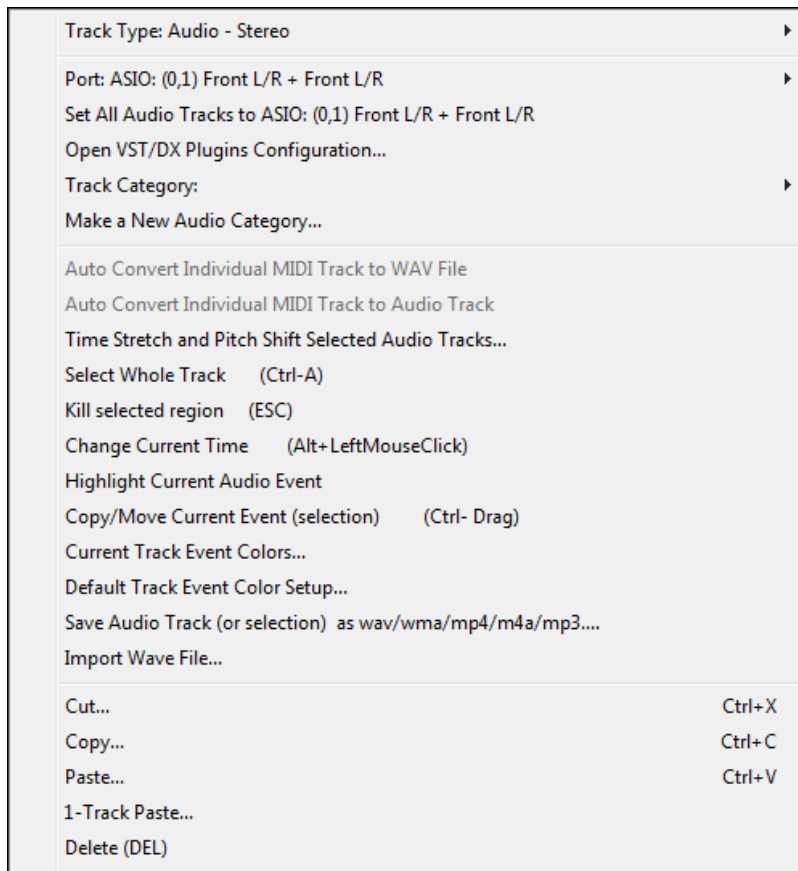 Track Type: Audio - Stereo
Port: ASIO: (0,1) Front L/R + Front L/R
Set All Audio Tracks to ASIO: (0,1) Front L/R + Front L/R
Open VST/DX Plugins Configuration...
Track Category:
Make a New Audio Category...
Auto Convert Individual MIDI Track to WAV File
Auto Convert Individual MIDI Track to Audio Track
Time Stretch and Pitch Shift Selected Audio Tracks...
Select Whole Track (Ctrl-A)
Kill selected region (ESC)
Change Current Time (Alt+LeftMouseClick)
Highlight Current Audio Event
Copy/Move Current Event (selection) (Ctrl- Drag)
Current Track Event Colors...
Default Track Event Color Setup...
Save Audio Track (or selection) as wav/wma/mp4/m4a/mp3....
Import Wave File...
Cut... Ctrl+X
Copy... Ctrl+C
Paste... Ctrl+V
1-Track Paste...
Delete (DEL)